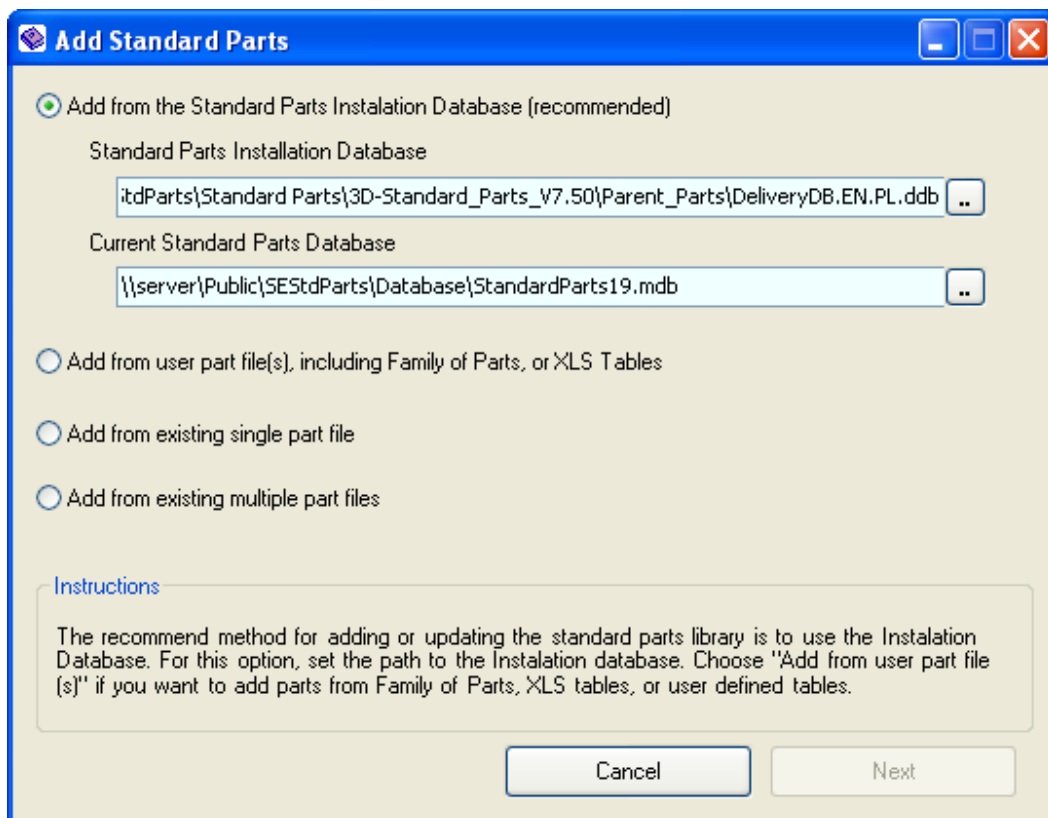 Add Standard Parts
Add from the Standard Parts Instalation Database (recommended)
Standard Parts Installation Database
itdParts\Standard Parts\3D-Standard_Parts_V7.50\Parent_Parts\DeliveryDB.EN.PL.ddb ..
Current Standard Parts Database
\\server\Public\SEStdParts\Database\StandardParts19.mdb ..
Add from user part file(s), including Family of Parts, or XLS Tables
Add from existing single part file
Add from existing multiple part files
Instructions
The recommend method for adding or updating the standard parts library is to use the Instalation
Database. For this option, set the path to the Instalation database. Choose "Add from user part file
(s)" if you want to add parts from Family of Parts, XLS tables, or user defined tables.
Cancel Next